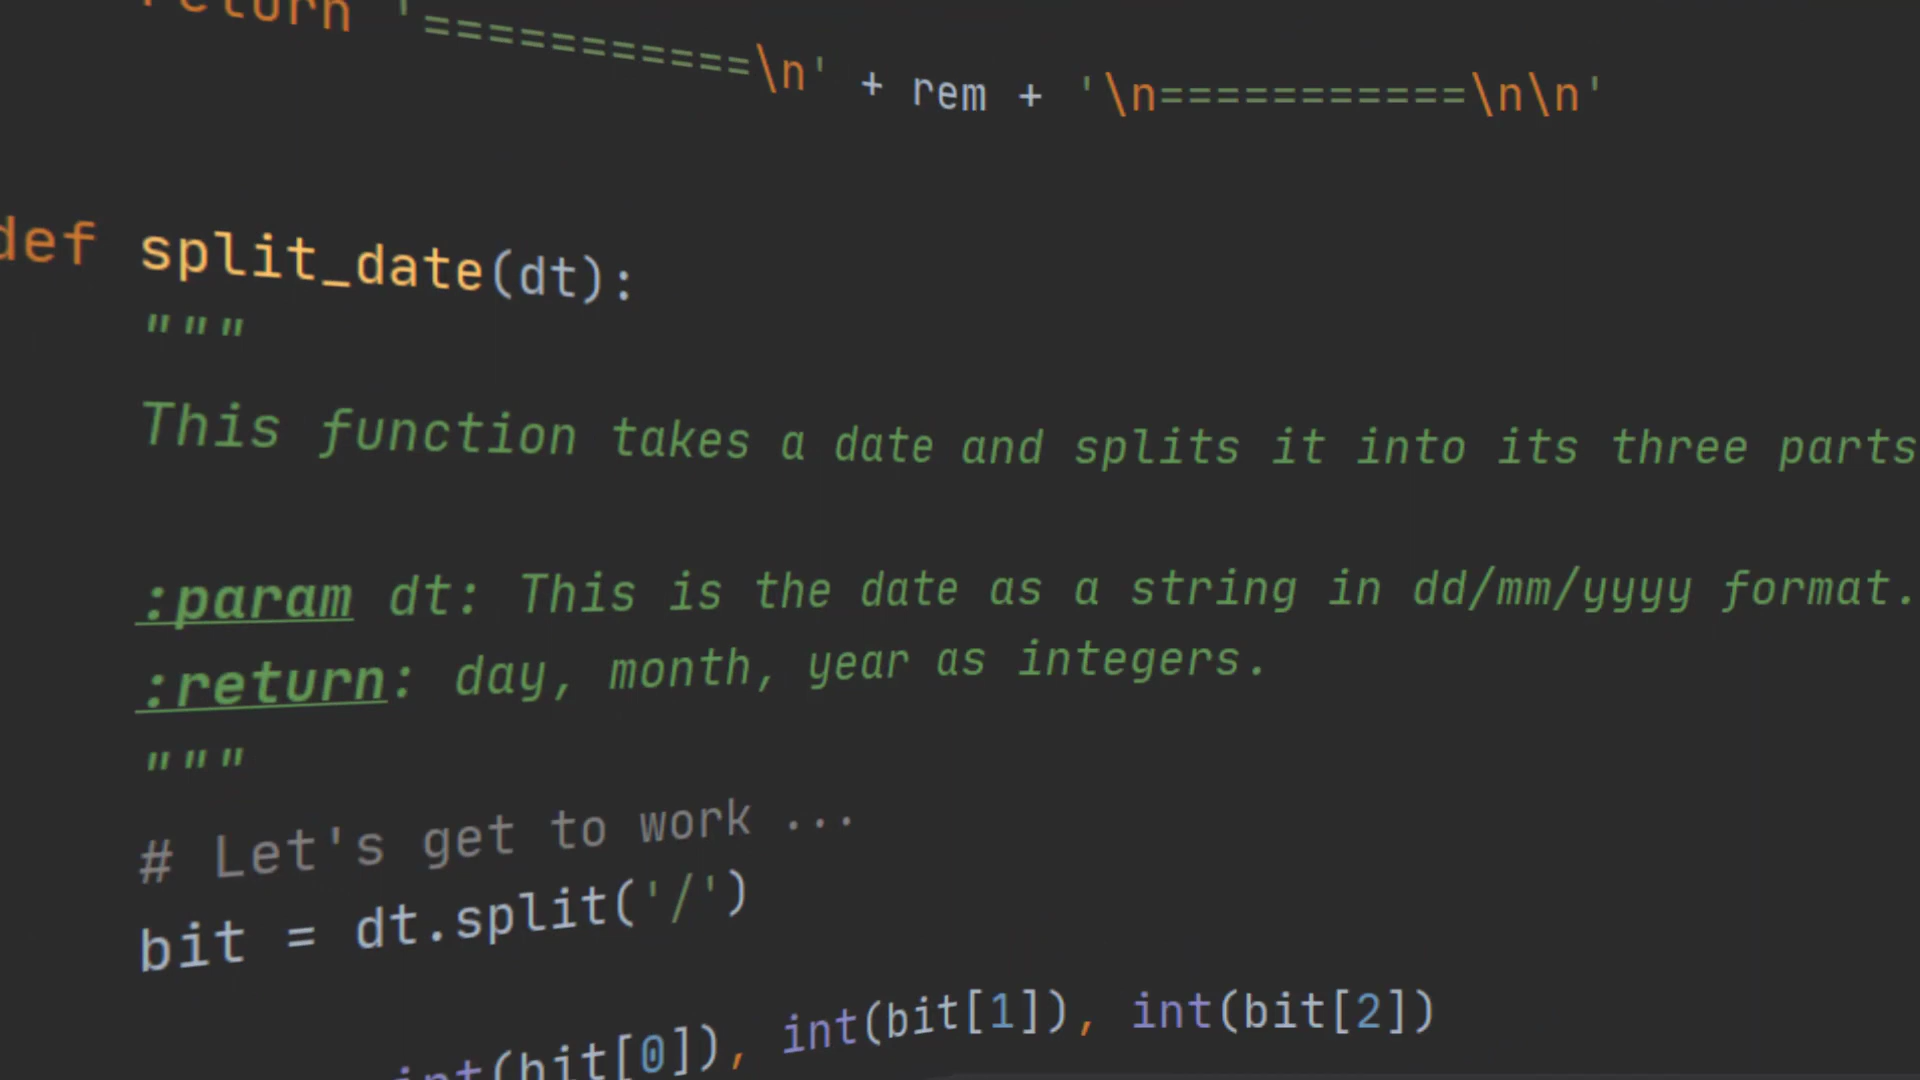 return '===========\n' + rem + '\n===========\n\n'
def split_date(dt):
"""
This function takes a date and splits it into its three parts
:param dt: This is the date as a string in dd/mm/yyyy format.
:return: day, month, year as integers.
"""
# Let's get to work ...
bit = dt.split('/')
int(bit[0]), int(bit[1]), int(bit[2])